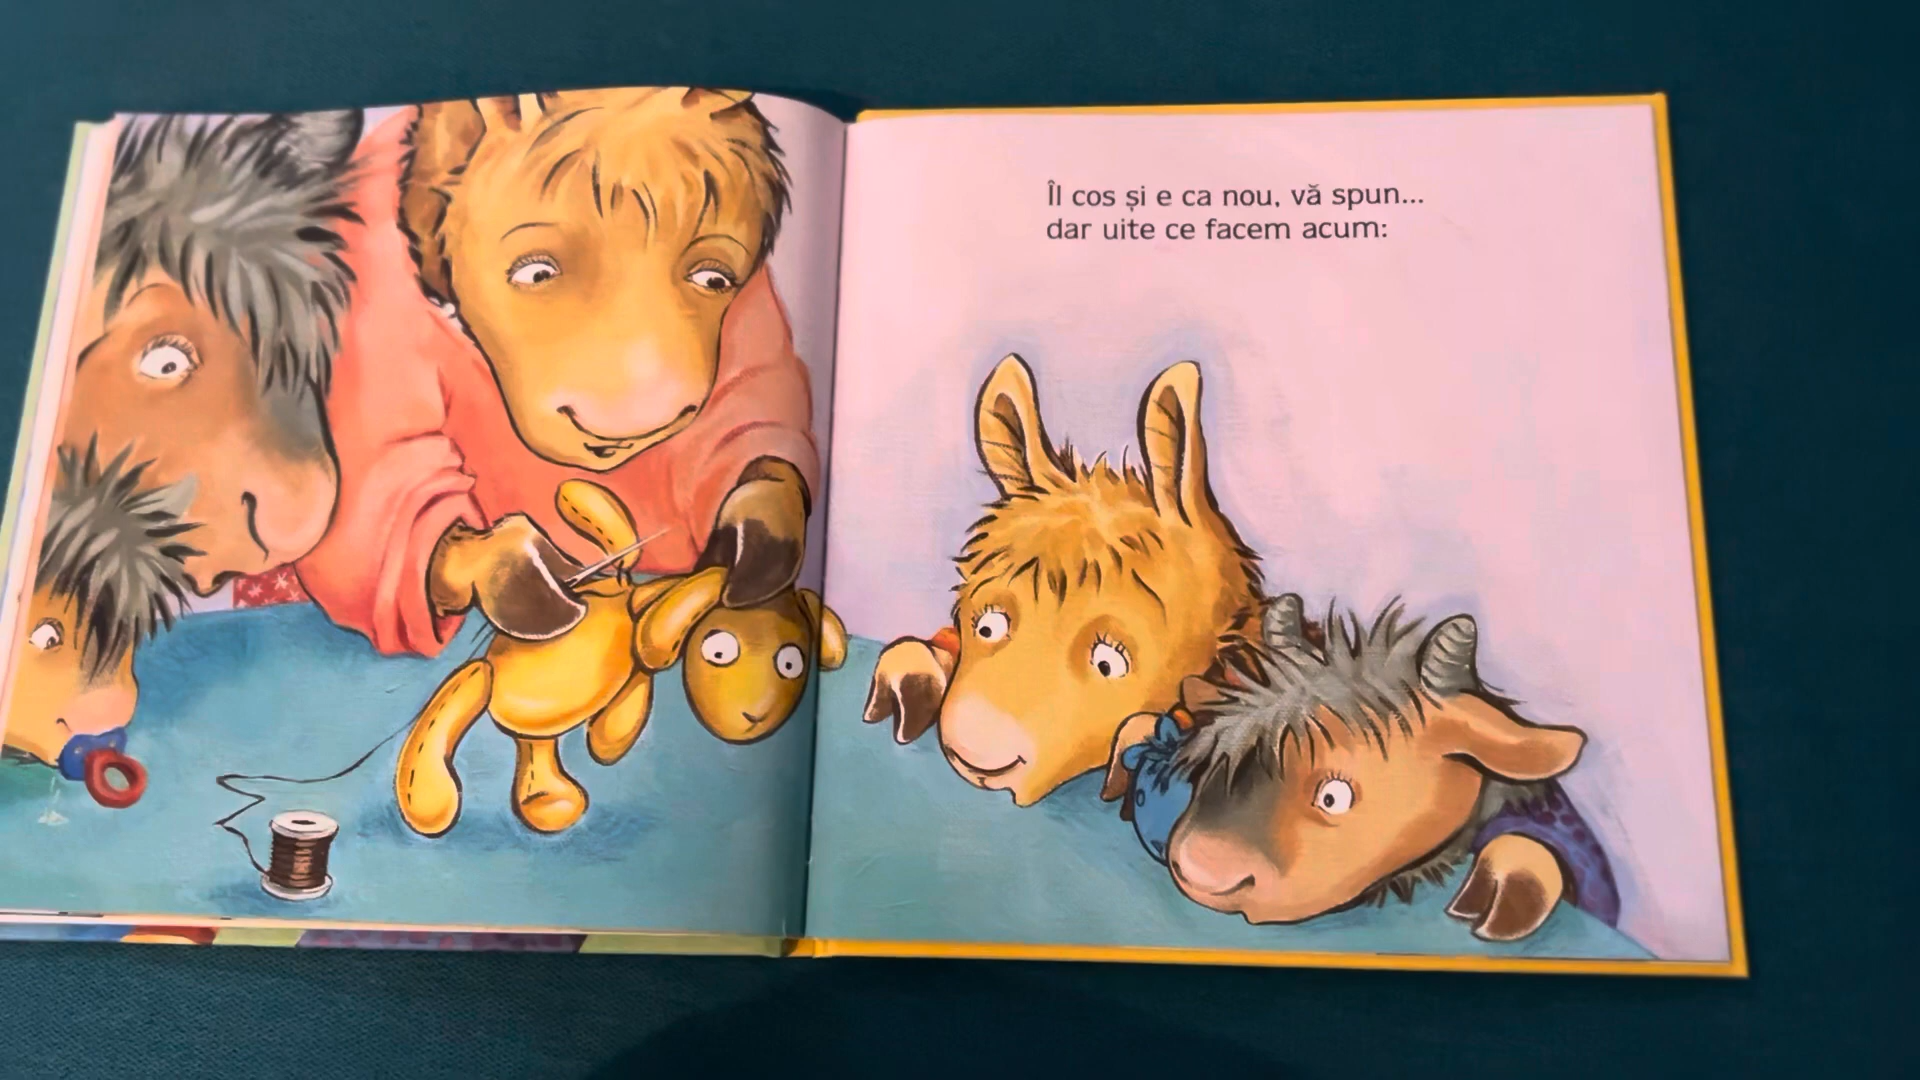 Îl cos și e ca nou, vă spun...
dar uite ce facem acum: